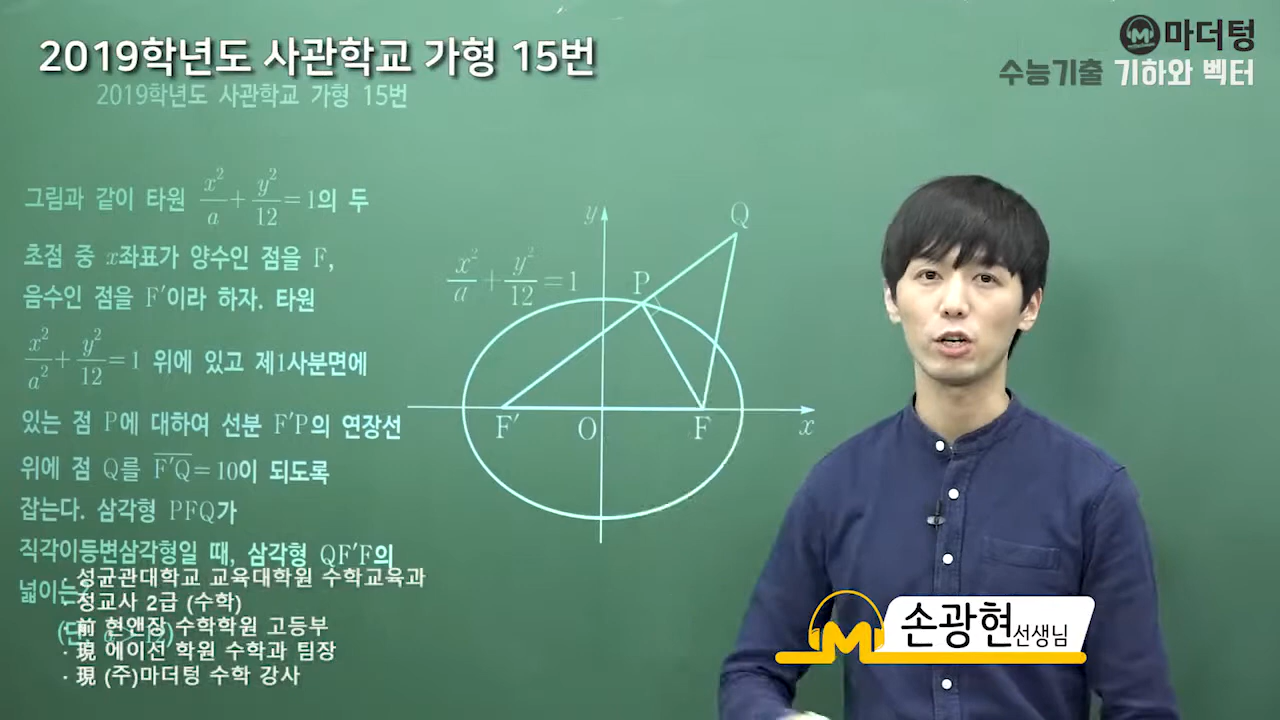 2019학년도 사관학교 가형 15번
마더텅
수능기출 기하와 벡터
2019학년도 사관학교 가형 15번
그림과 같이 타원 x²/a + y²/12 = 1의 두
초점 중 x좌표가 양수인 점을 F,
음수인 점을 F′이라 하자. 타원
x²/a² + y²/12 = 1 위에 있고 제1사분면에
있는 점 P에 대하여 선분 F′P의 연장선
위에 점 Q를 F′Q = 10이 되도록
잡는다. 삼각형 PFQ가
직각이등변삼각형일 때, 삼각형 QF′F의
넓이는?
x²/a + y²/12 = 1
y
Q
P
F′
O
F
x
· 성균관대학교 교육대학원 수학교육과
· 정교사 2급 (수학)
· 前 현앤장 수학학원 고등부
· 現 에이션 학원 수학과 팀장
· 現 (주)마더텅 수학 강사
손광현선생님